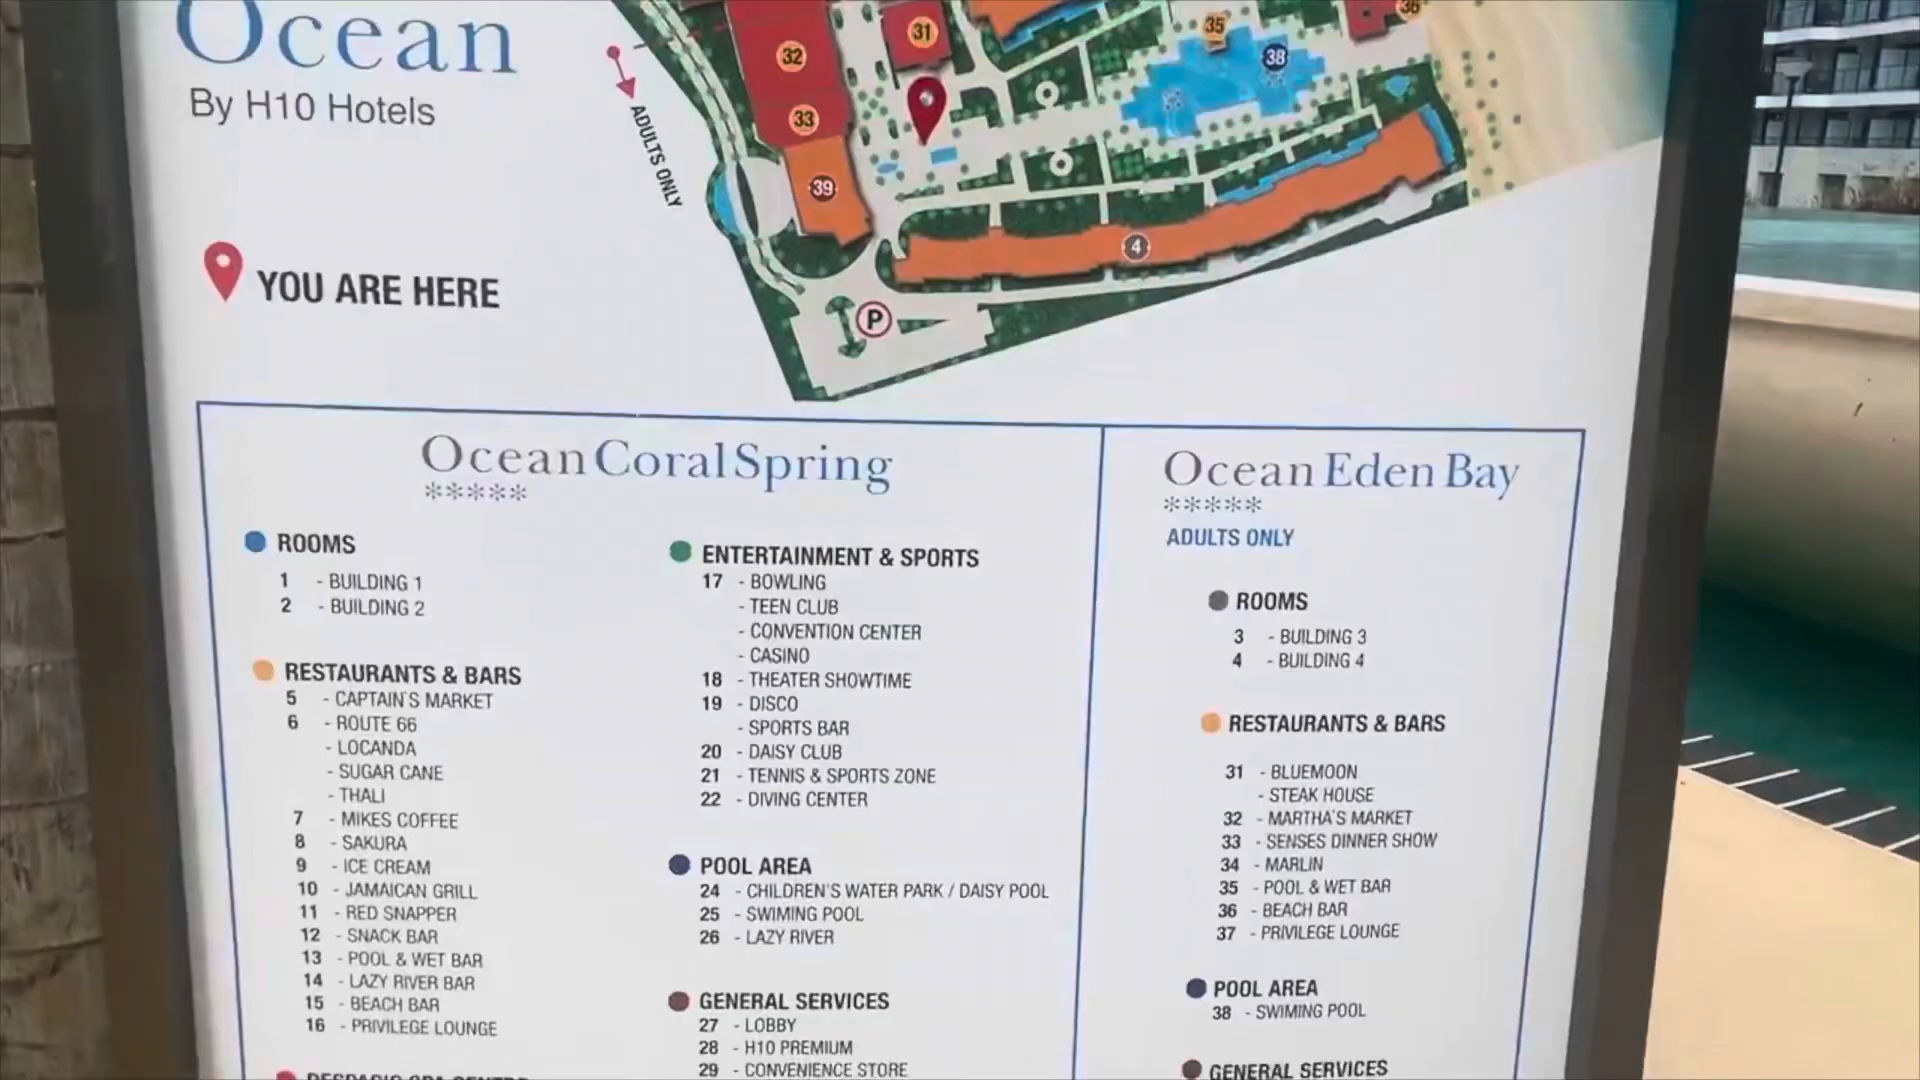 Ocean
By H10 Hotels
YOU ARE HERE
ADULTS ONLY
31
32
33
35
36
38
39
4
P
Ocean Coral Spring
*****
ROOMS
1 - BUILDING 1
2 - BUILDING 2
RESTAURANTS & BARS
5 - CAPTAIN'S MARKET
6 - ROUTE 66
- LOCANDA
- SUGAR CANE
- THALI
7 - MIKES COFFEE
8 - SAKURA
9 - ICE CREAM
10 - JAMAICAN GRILL
11 - RED SNAPPER
12 - SNACK BAR
13 - POOL & WET BAR
14 - LAZY RIVER BAR
15 - BEACH BAR
16 - PRIVILEGE LOUNGE
ENTERTAINMENT & SPORTS
17 - BOWLING
- TEEN CLUB
- CONVENTION CENTER
- CASINO
18 - THEATER SHOWTIME
19 - DISCO
- SPORTS BAR
20 - DAISY CLUB
21 - TENNIS & SPORTS ZONE
22 - DIVING CENTER
POOL AREA
24 - CHILDREN'S WATER PARK / DAISY POOL
25 - SWIMING POOL
26 - LAZY RIVER
GENERAL SERVICES
27 - LOBBY
28 - H10 PREMIUM
29 - CONVENIENCE STORE
Ocean Eden Bay
*****
ADULTS ONLY
ROOMS
3 - BUILDING 3
4 - BUILDING 4
RESTAURANTS & BARS
31 - BLUEMOON
- STEAK HOUSE
32 - MARTHA'S MARKET
33 - SENSES DINNER SHOW
34 - MARLIN
35 - POOL & WET BAR
36 - BEACH BAR
37 - PRIVILEGE LOUNGE
POOL AREA
38 - SWIMING POOL
GENERAL SERVICES